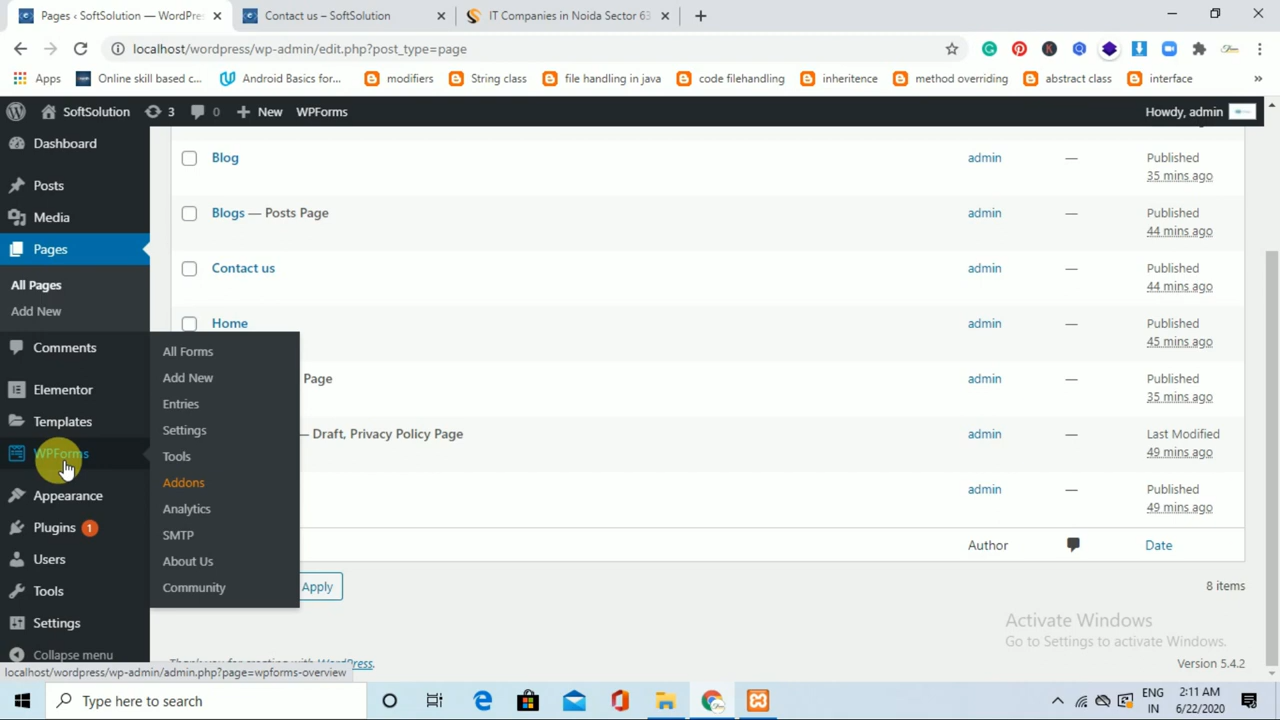 Pages ‹ SoftSolution — WordPres
Contact us – SoftSolution
IT Companies in Noida Sector 63
localhost/wordpress/wp-admin/edit.php?post_type=page
Apps
Online skill based c...
Android Basics for...
modifiers
String class
file handling in java
code filehandling
inheritence
method overriding
abstract class
interface
»
SoftSolution
3
0
New
WPForms
Howdy, admin
Dashboard
Posts
Media
Pages
All Pages
Add New
Comments
Elementor
Templates
WPForms
Appearance
Plugins 1
Users
Tools
Settings
Collapse menu
All Forms
Add New
Entries
Settings
Tools
Addons
Analytics
SMTP
About Us
Community
Blog admin — Published
35 mins ago
Blogs — Posts Page admin — Published
44 mins ago
Contact us admin — Published
44 mins ago
Home admin — Published
45 mins ago
Page admin — Published
35 mins ago
— Draft, Privacy Policy Page admin — Last Modified
49 mins ago
admin — Published
49 mins ago
Author Date
Apply
8 items
Activate Windows
Go to Settings to activate Windows.
Thank you for creating with WordPress.
Version 5.4.2
localhost/wordpress/wp-admin/admin.php?page=wpforms-overview
Type here to search
ENG
IN
2:11 AM
6/22/2020